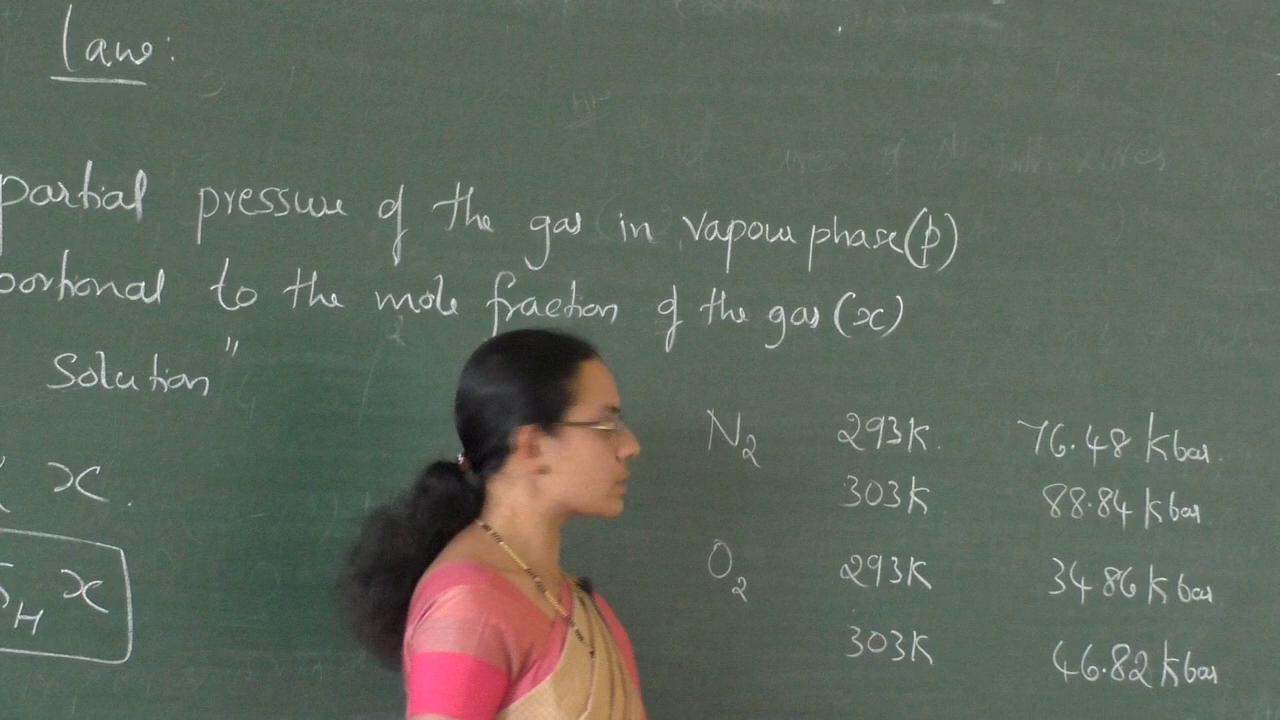 Law:
partial pressure of the gas in vapour phase (p)
portional to the mole fraction of the gas (x)
Solution"
x.
H x
N2 293K. 76.48 kbar.
303K 88.84 kbar
O2 293K 34.86 kbar
303K 46.82 kbar